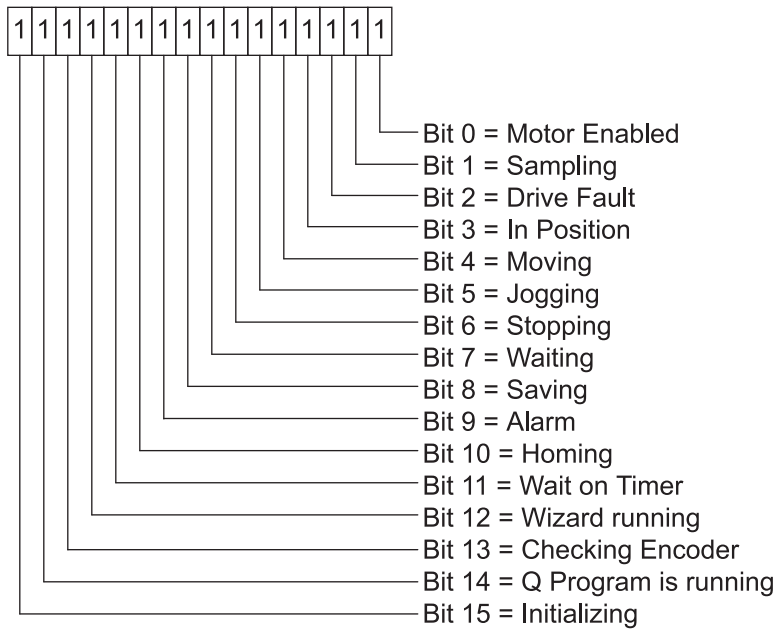 1 1 1 1 1 1 1 1 1 1 1 1 1 1 1 1
Bit 0 = Motor Enabled
Bit 1 = Sampling
Bit 2 = Drive Fault
Bit 3 = In Position
Bit 4 = Moving
Bit 5 = Jogging
Bit 6 = Stopping
Bit 7 = Waiting
Bit 8 = Saving
Bit 9 = Alarm
Bit 10 = Homing
Bit 11 = Wait on Timer
Bit 12 = Wizard running
Bit 13 = Checking Encoder
Bit 14 = Q Program is running
Bit 15 = Initializing